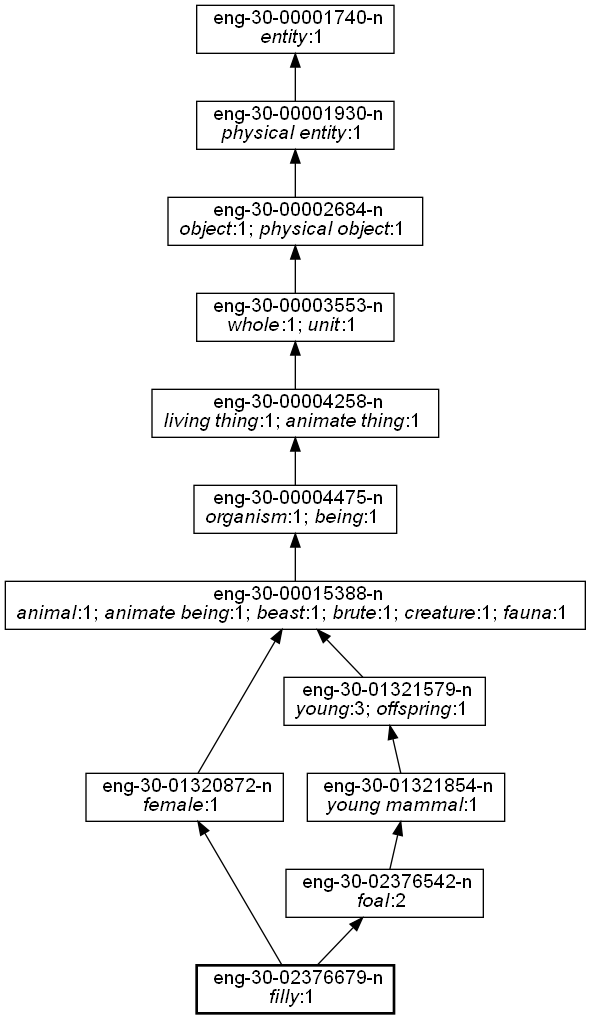 eng-30-00001740-n
entity:1
eng-30-00001930-n
physical entity:1
eng-30-00002684-n
object:1; physical object:1
eng-30-00003553-n
whole:1; unit:1
eng-30-00004258-n
living thing:1; animate thing:1
eng-30-00004475-n
organism:1; being:1
eng-30-00015388-n
animal:1; animate being:1; beast:1; brute:1; creature:1; fauna:1
eng-30-01321579-n
young:3; offspring:1
eng-30-01320872-n
female:1
eng-30-01321854-n
young mammal:1
eng-30-02376542-n
foal:2
eng-30-02376679-n
filly:1